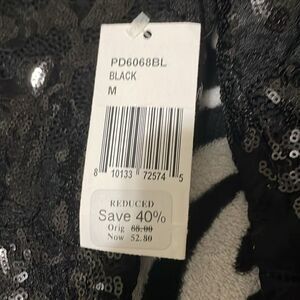 PD6068BL
BLACK
M
8 10133 72574 5
REDUCED
Save 40%
Orig 88.00
Now 52.80